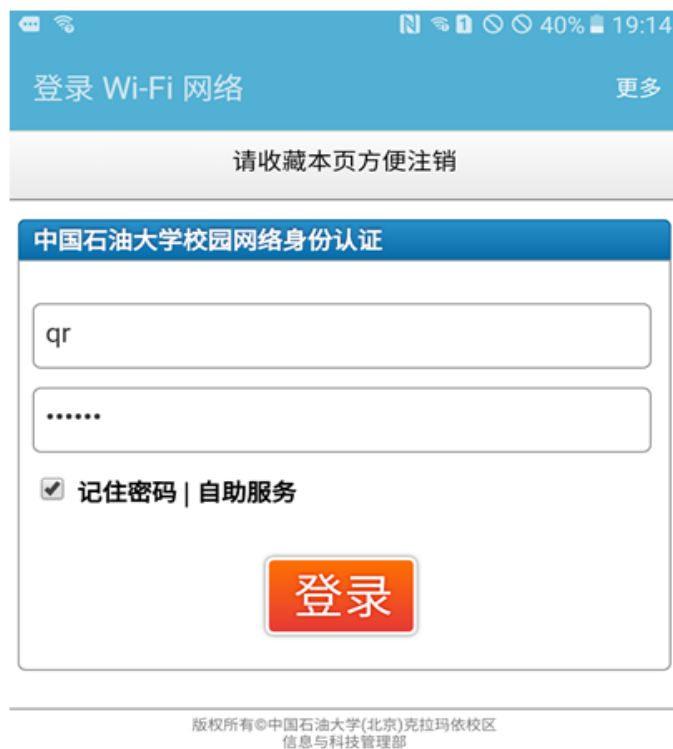 40% 19:14
登录 Wi-Fi 网络
更多
请收藏本页方便注销
中国石油大学校园网络身份认证
qr
••••••
记住密码 | 自助服务
登录
版权所有©中国石油大学(北京)克拉玛依校区
信息与科技管理部